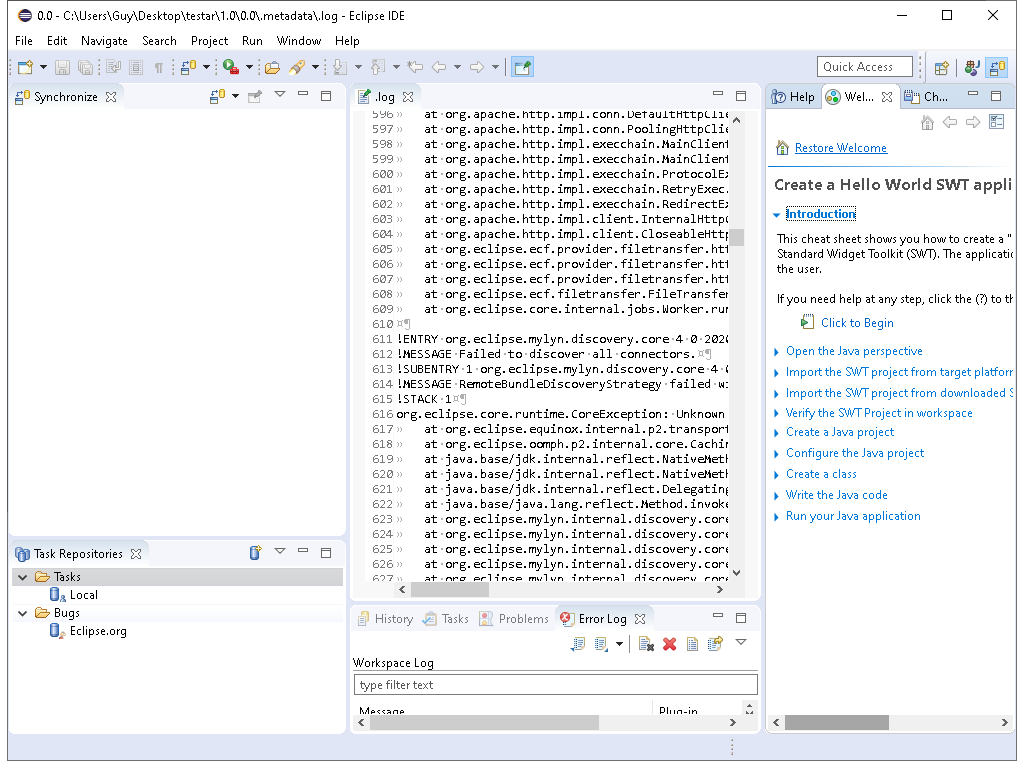 0.0 - C:\Users\Guy\Desktop\testar\1.0\0.0\.metadata\.log - Eclipse IDE
File Edit Navigate Search Project Run Window Help
Quick Access
Synchronize
.log
596» at·org.apache.http.impl.conn.DefaultHttpClie
597» at·org.apache.http.impl.conn.PoolingHttpClie
598» at·org.apache.http.impl.execchain.MainClient
599» at·org.apache.http.impl.execchain.MainClient
600» at·org.apache.http.impl.execchain.ProtocolEx
601» at·org.apache.http.impl.execchain.RetryExec.
602» at·org.apache.http.impl.execchain.RedirectEx
603» at·org.apache.http.impl.client.InternalHttpC
604» at·org.apache.http.impl.client.CloseableHttp
605» at·org.eclipse.ecf.provider.filetransfer.htt
606» at·org.eclipse.ecf.provider.filetransfer.htt
607» at·org.eclipse.ecf.provider.filetransfer.htt
608» at·org.eclipse.ecf.filetransfer.FileTransfer
609» at·org.eclipse.core.internal.jobs.Worker.run
610¤¶
611!ENTRY·org.eclipse.mylyn.discovery.core·4·0·2020
612!MESSAGE·Failed·to·discover·all·connectors.¤¶
613!SUBENTRY·1·org.eclipse.mylyn.discovery.core·4·0
614!MESSAGE·RemoteBundleDiscoveryStrategy·failed·wi
615!STACK·1¤¶
616org.eclipse.core.runtime.CoreException:·Unknown
617» at·org.eclipse.equinox.internal.p2.transport
618» at·org.eclipse.oomph.p2.internal.core.Cachin
619» at·java.base/jdk.internal.reflect.NativeMeth
620» at·java.base/jdk.internal.reflect.NativeMeth
621» at·java.base/jdk.internal.reflect.Delegating
622» at·java.base/java.lang.reflect.Method.invoke
623» at·org.eclipse.mylyn.internal.discovery.core
624» at·org.eclipse.mylyn.internal.discovery.core
625» at·org.eclipse.mylyn.internal.discovery.core
626» at·org.eclipse.mylyn.internal.discovery.core
627» at·org.eclipse.mylyn.internal.discovery.core
Help Wel... Ch...
Restore Welcome
Create a Hello World SWT appli
Introduction
This cheat sheet shows you how to create a "
Standard Widget Toolkit (SWT). The applicatio
the user.
If you need help at any step, click the (?) to th
Click to Begin
Open the Java perspective
Import the SWT project from target platform
Import the SWT project from downloaded S
Verify the SWT Project in workspace
Create a Java project
Configure the Java project
Create a class
Write the Java code
Run your Java application
Task Repositories
Tasks
Local
Bugs
Eclipse.org
History Tasks Problems Error Log
Workspace Log
type filter text
Message Plug-in